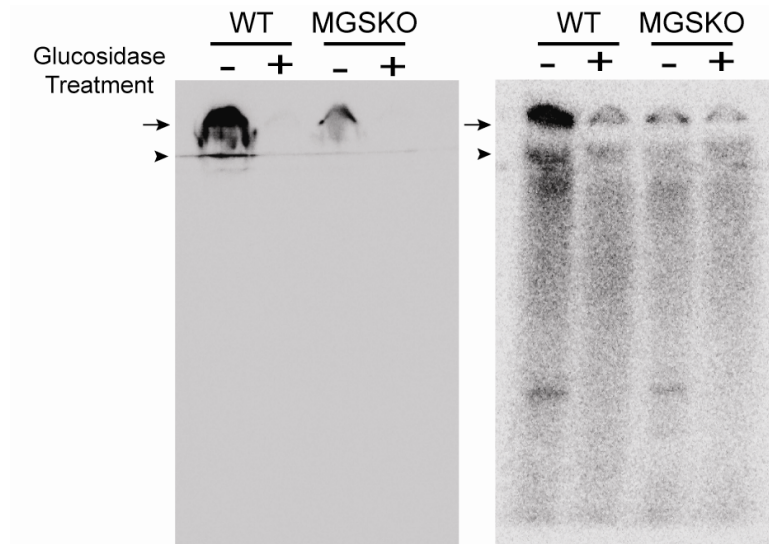 WT MGSKO WT MGSKO
Glucosidase
Treatment
- + - + - + - +